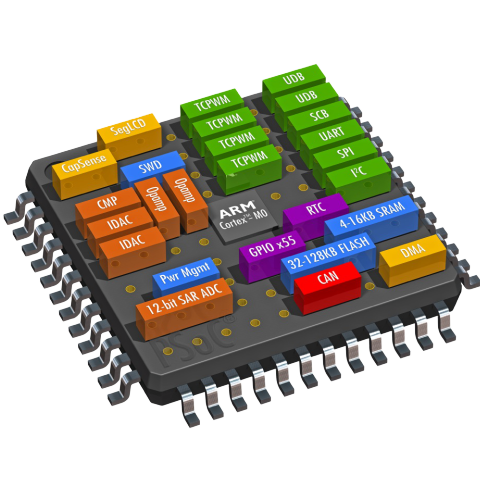 UDB
TCPWM
UDB
SegLCD
TCPWM
SCB
TCPWM
UART
CapSense
SWD
TCPWM
SPI
I²C
Opamp
Opamp
CMP
IDAC
IDAC
ARM
Cortex™ M0
RTC
4-16KB SRAM
GPIO x55
32-128KB FLASH
DMA
Pwr Mgmt
CAN
12-bit SAR ADC
PSoC